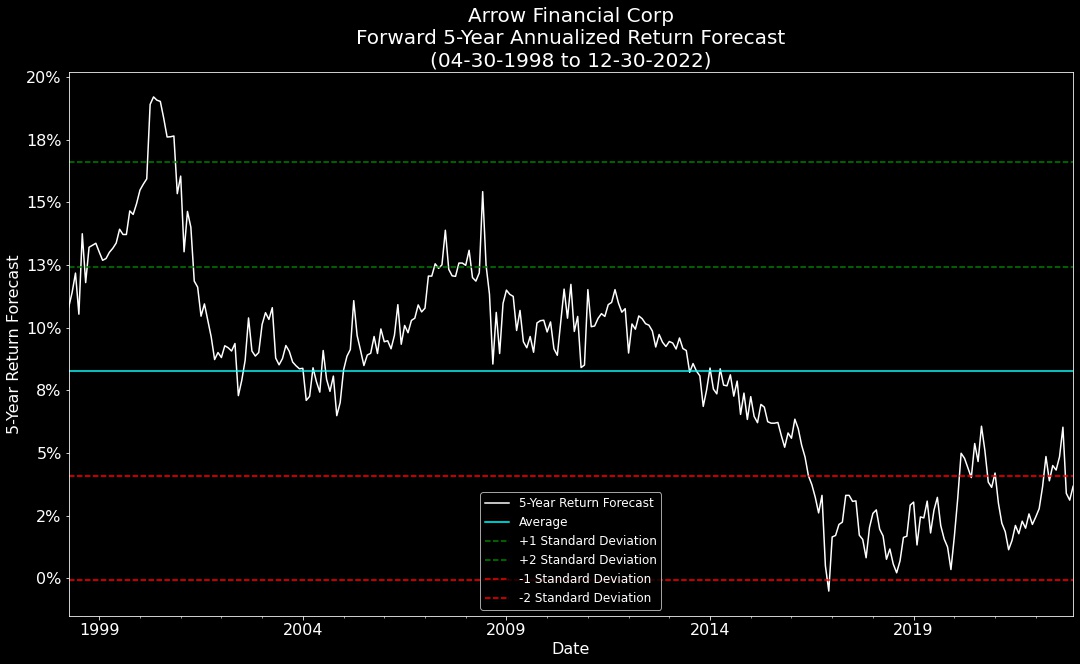 Arrow Financial Corp
Forward 5-Year Annualized Return Forecast
(04-30-1998 to 12-30-2022)
20%
18%
15%
13%
10%
8%
5%
2%
0%
5-Year Return Forecast
5-Year Return Forecast
Average
+1 Standard Deviation
+2 Standard Deviation
-1 Standard Deviation
-2 Standard Deviation
1999 2004 2009 2014 2019
Date